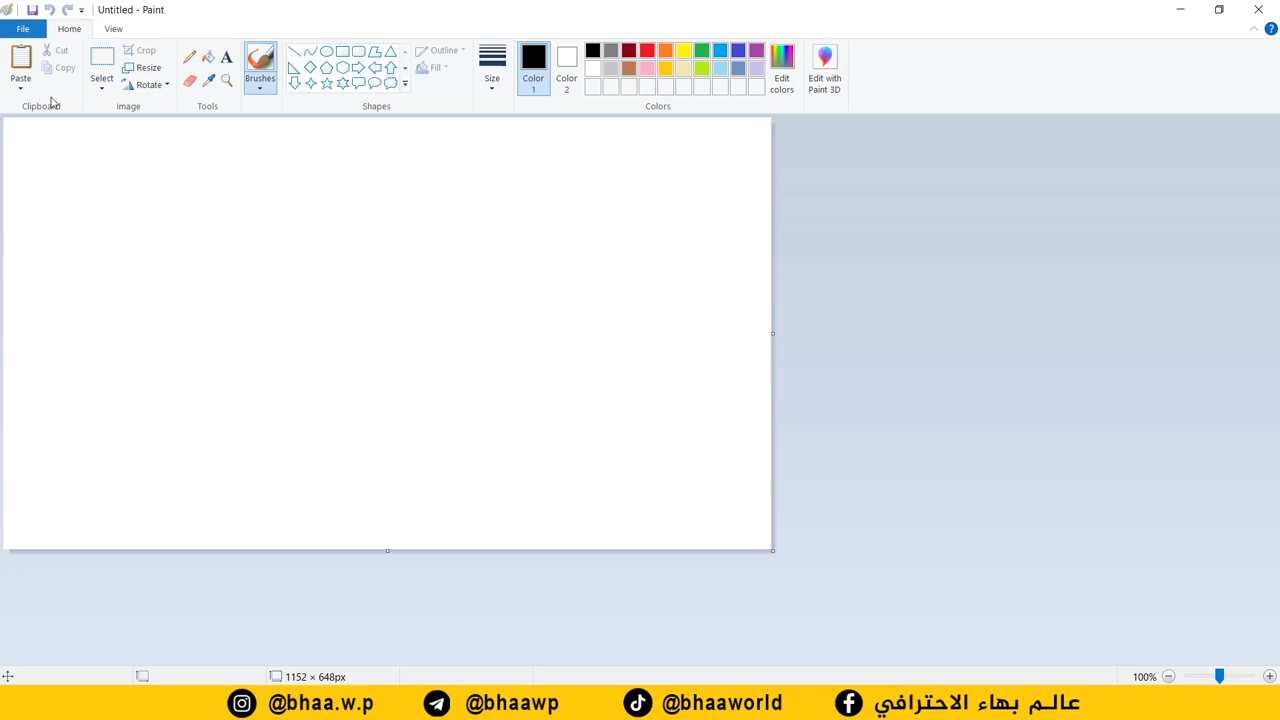 Untitled - Paint
File Home View
Paste
Cut
Copy
Clipboard
Select
Crop
Resize
Rotate
Image
A
Tools
Brushes
Outline
Fill
Shapes
Size
Color 1
Color 2
Edit colors
Colors
Edit with Paint 3D
?
1152 × 648px
100%
@bhaa.w.p @bhaawp @bhaaworld عالم بهاء الاحترافي